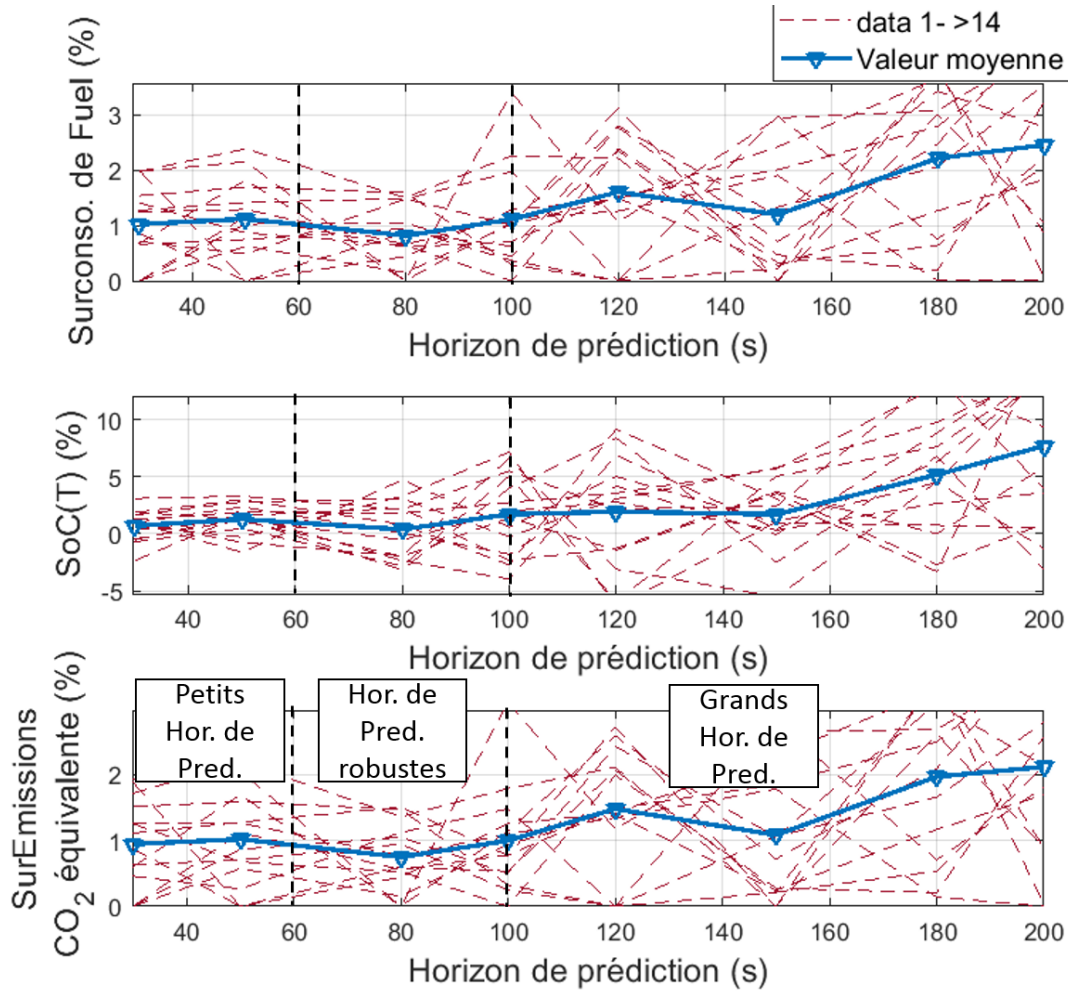 data 1- >14
Valeur moyenne
Surconso. de Fuel (%)
3
2
1
0
40 60 80 100 120 140 160 180 200
Horizon de prédiction (s)
SoC(T) (%)
10
5
0
-5
40 60 80 100 120 140 160 180 200
Horizon de prédiction (s)
SurEmissions
CO2 équivalente (%)
Petits
Hor. de
Pred.
Hor. de
Pred.
robustes
Grands
Hor. de
Pred.
2
1
0
40 60 80 100 120 140 160 180 200
Horizon de prédiction (s)